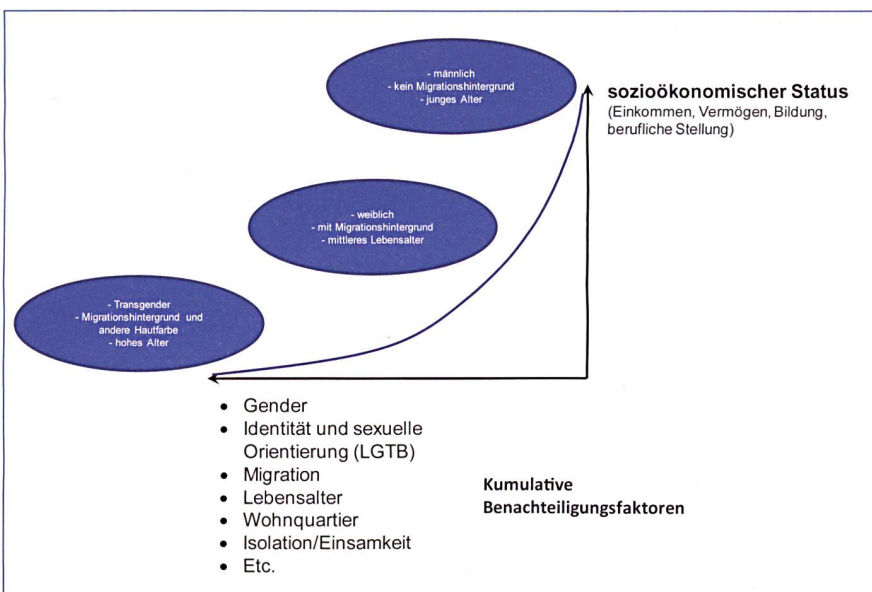 - männlich
- kein Migrationshintergrund
- junges Alter
sozioökonomischer Status
(Einkommen, Vermögen, Bildung,
berufliche Stellung)
- weiblich
- mit Migrationshintergrund
- mittleres Lebensalter
- Transgender
- Migrationshintergrund und
andere Hautfarbe
- hohes Alter
• Gender
• Identität und sexuelle
Orientierung (LGTB)
• Migration
• Lebensalter
• Wohnquartier
• Isolation/Einsamkeit
• Etc.
Kumulative
Benachteiligungsfaktoren